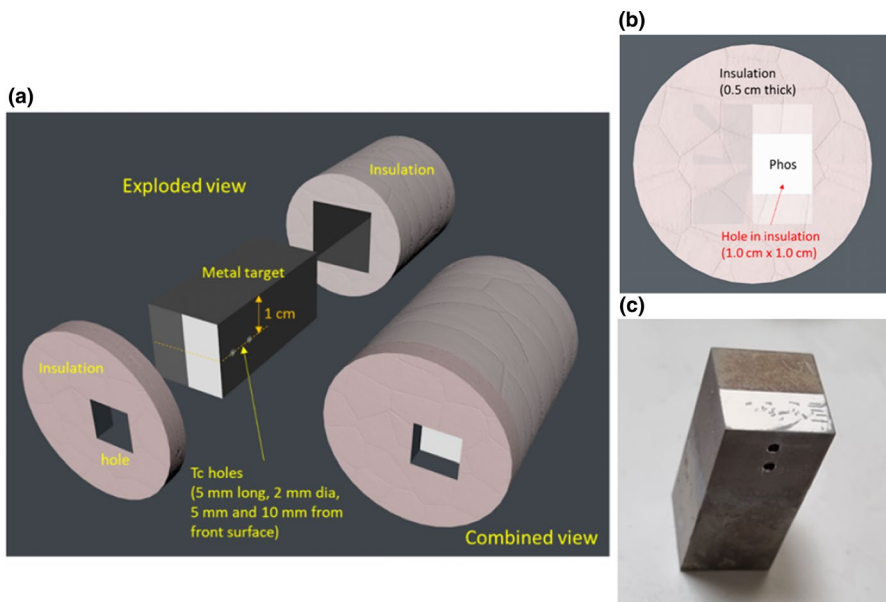 (a)
Exploded view
Insulation
Metal target
1 cm
Insulation
hole
Tc holes
(5 mm long, 2 mm dia,
5 mm and 10 mm from
front surface)
Combined view
(b)
Insulation
(0.5 cm thick)
Phos
Hole in insulation
(1.0 cm x 1.0 cm)
(c)